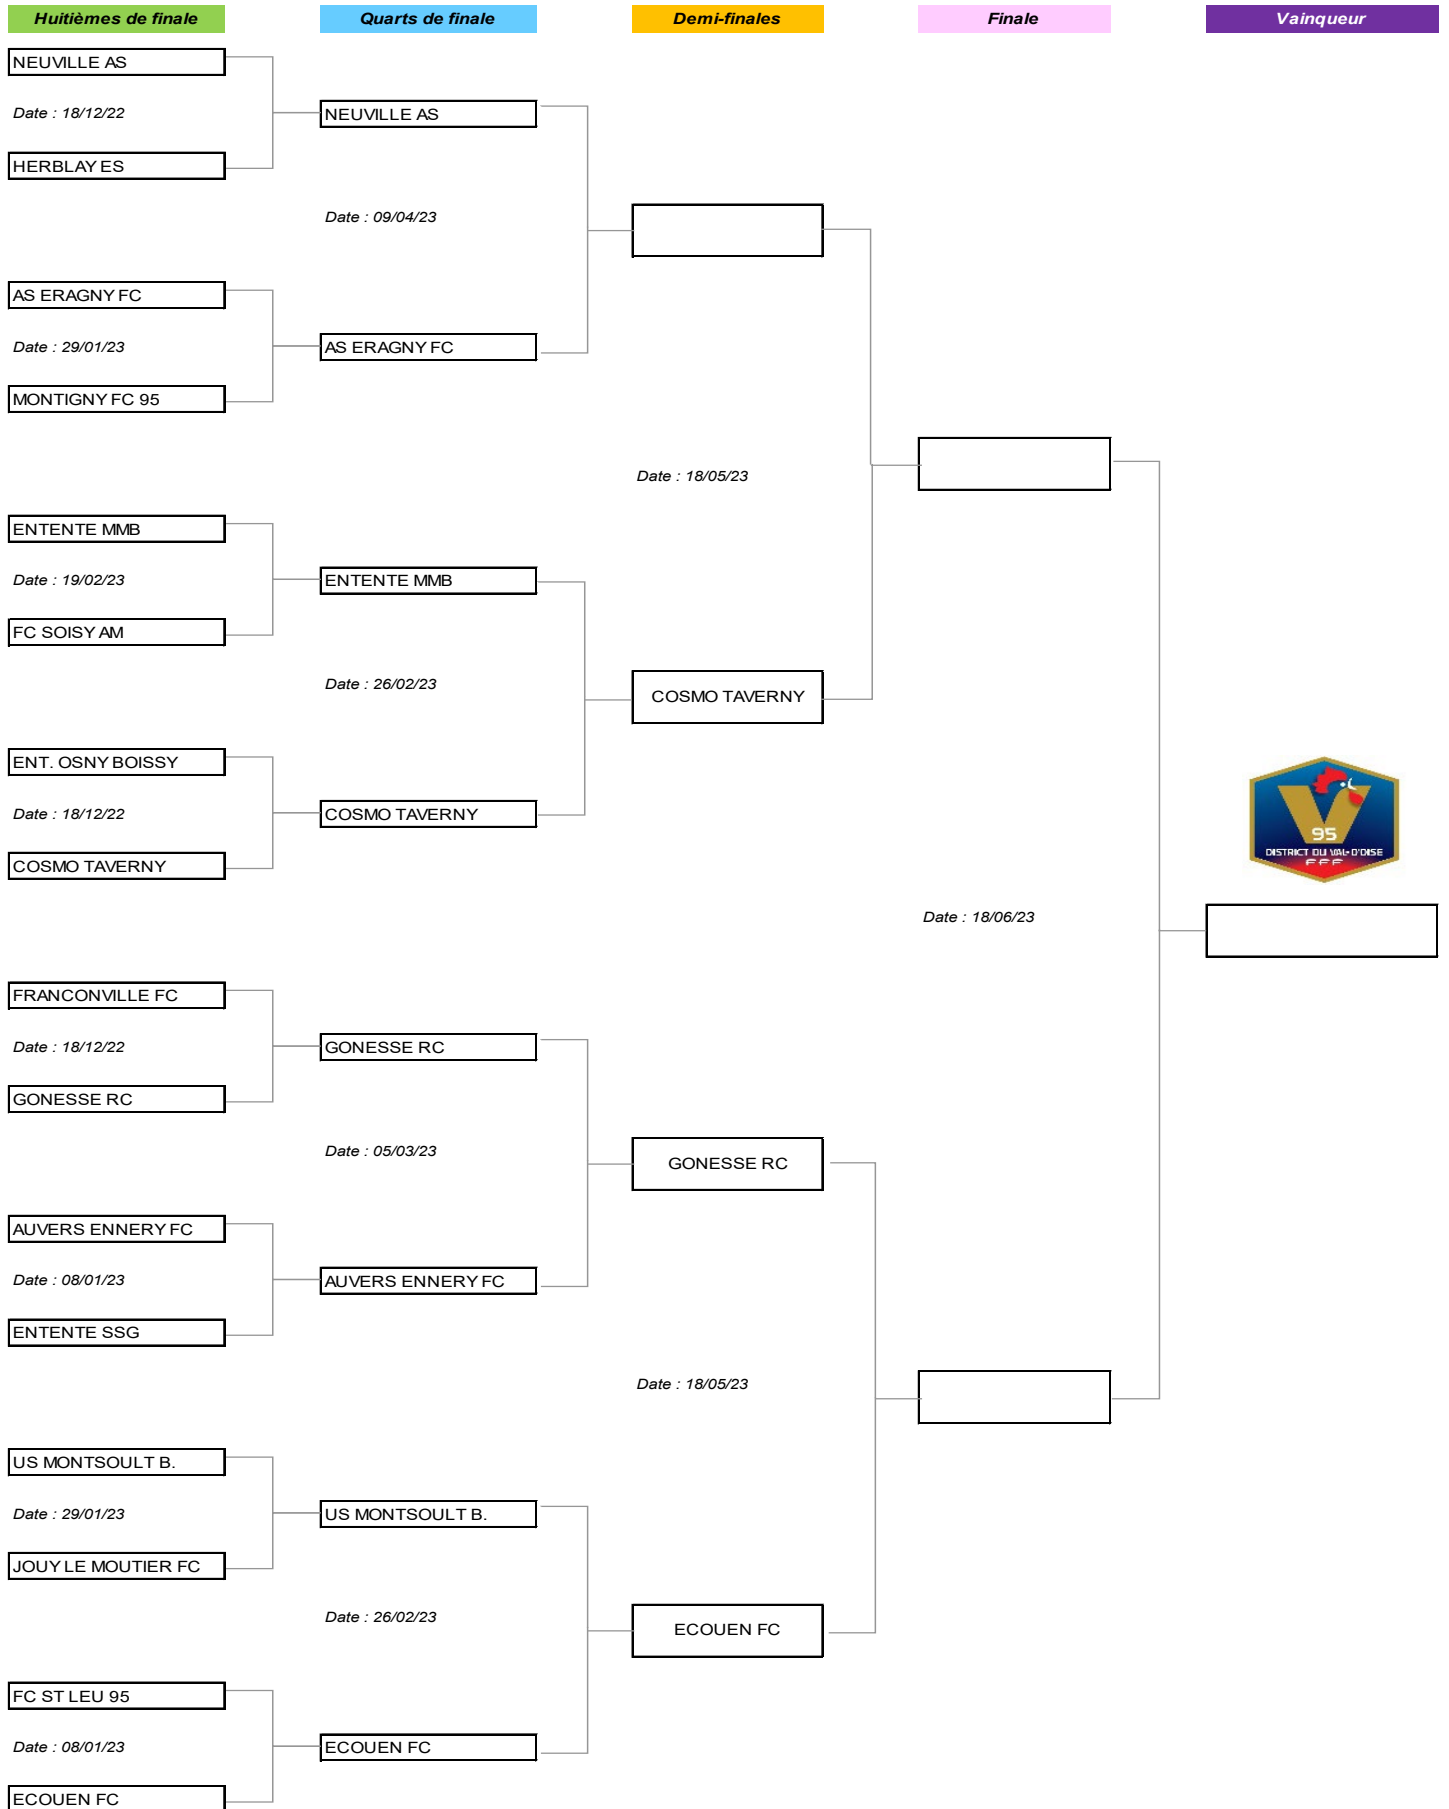 Huitièmes de finale
Quarts de finale
Demi-finales
Finale
Vainqueur
NEUVILLE AS
Date : 18/12/22
NEUVILLE AS
HERBLAY ES
Date : 09/04/23
AS ERAGNY FC
Date : 29/01/23
AS ERAGNY FC
MONTIGNY FC 95
Date : 18/05/23
ENTENTE MMB
Date : 19/02/23
ENTENTE MMB
FC SOISY AM
Date : 26/02/23
COSMO TAVERNY
ENT. OSNY BOISSY
Date : 18/12/22
COSMO TAVERNY
COSMO TAVERNY
95
DISTRICT DU VAL-D'OISE
FFF
Date : 18/06/23
FRANCONVILLE FC
Date : 18/12/22
GONESSE RC
GONESSE RC
Date : 05/03/23
GONESSE RC
AUVERS ENNERY FC
Date : 08/01/23
AUVERS ENNERY FC
ENTENTE SSG
Date : 18/05/23
US MONTSOULT B.
Date : 29/01/23
US MONTSOULT B.
JOUY LE MOUTIER FC
Date : 26/02/23
ECOUEN FC
FC ST LEU 95
Date : 08/01/23
ECOUEN FC
ECOUEN FC